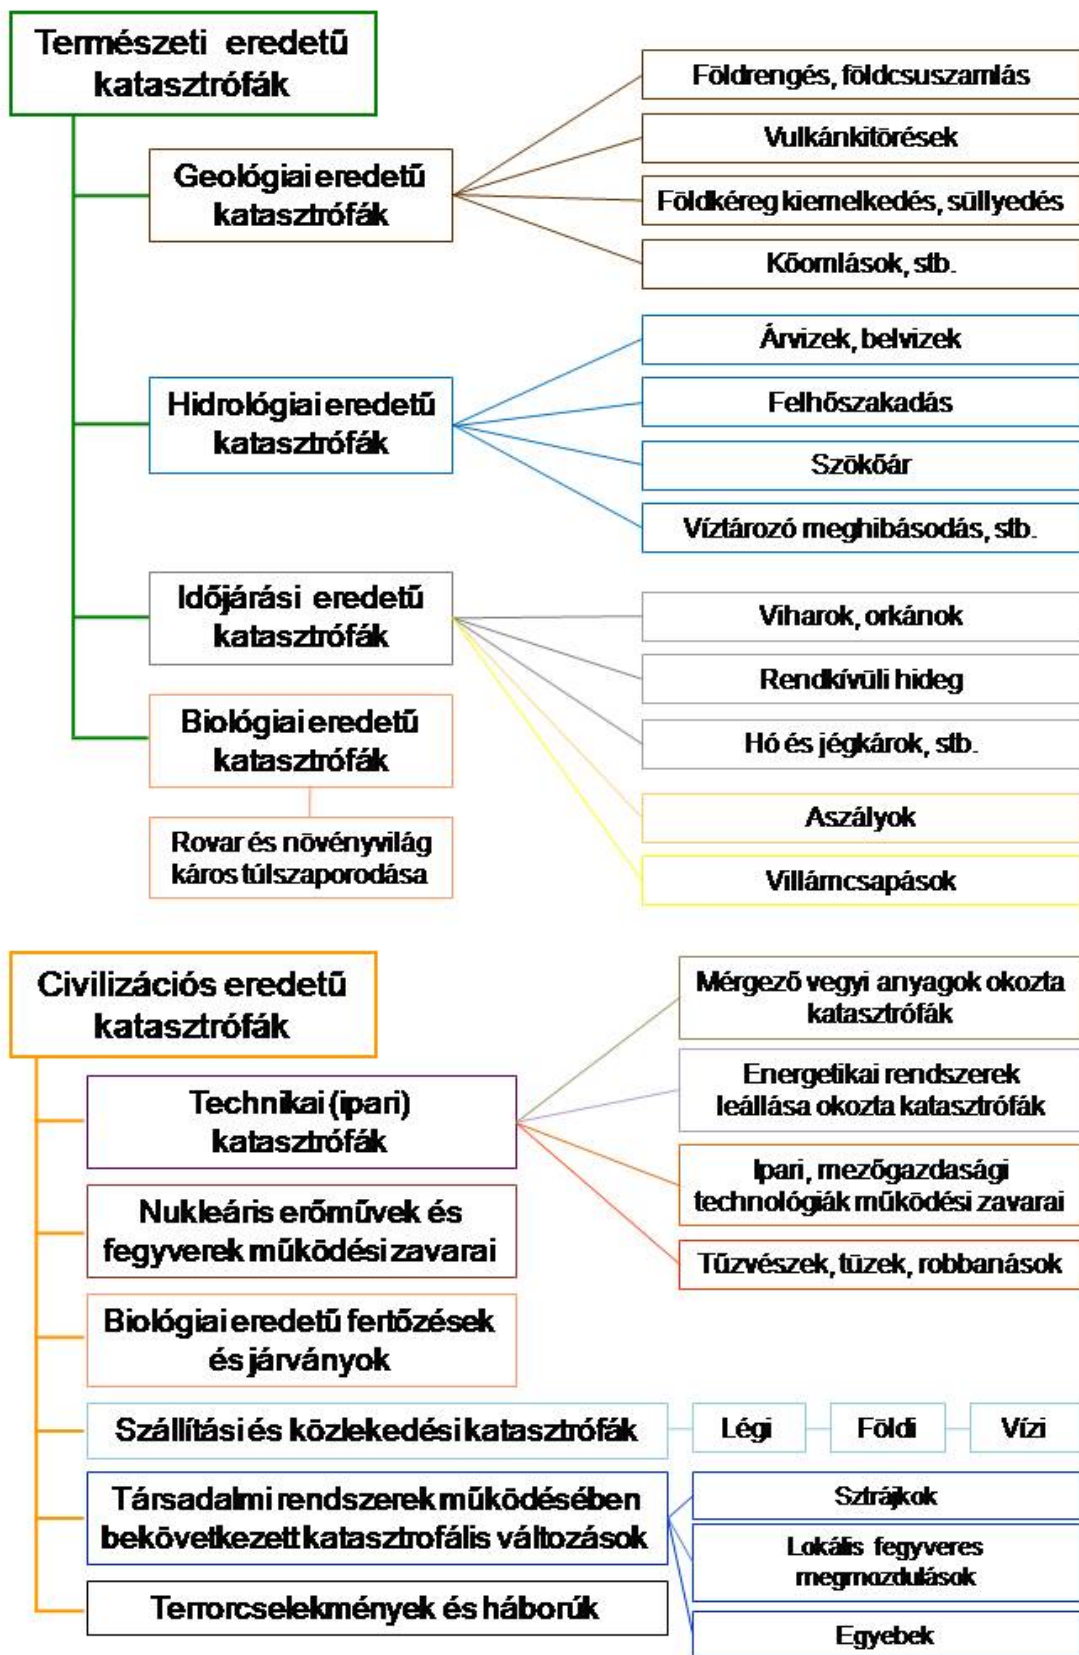 Természeti eredetű
katasztrófák
Geológiai eredetű
katasztrófák
Földrengés, földcsuszamlás
Vulkánkitörések
Földkéreg kiemelkedés, süllyedés
Kőomlások, stb.
Hidrológiai eredetű
katasztrófák
Árvizek, belvizek
Felhőszakadás
Szökőár
Víztározó meghibásodás, stb.
Időjárási eredetű
katasztrófák
Viharok, orkánok
Rendkívüli hideg
Hó és jégkárok, stb.
Aszályok
Villámcsapások
Biológiai eredetű
katasztrófák
Rovar és növényvilág
káros túlszaporodása
Civilizációs eredetű
katasztrófák
Technikai (ipari)
katasztrófák
Mérgező vegyi anyagok okozta
katasztrófák
Energetikai rendszerek
leállása okozta katasztrófák
Ipari, mezőgazdasági
technológiák működési zavarai
Tűzvészek, tüzek, robbanások
Nukleáris erőművek és
fegyverek működési zavarai
Biológiai eredetű fertőzések
és járványok
Szállítási és közlekedési katasztrófák
Légi
Földi
Vízi
Társadalmi rendszerek működésében
bekövetkezett katasztrofális változások
Sztrájkok
Lokális fegyveres
megmozdulások
Egyebek
Terrorcselekmények és háborúk